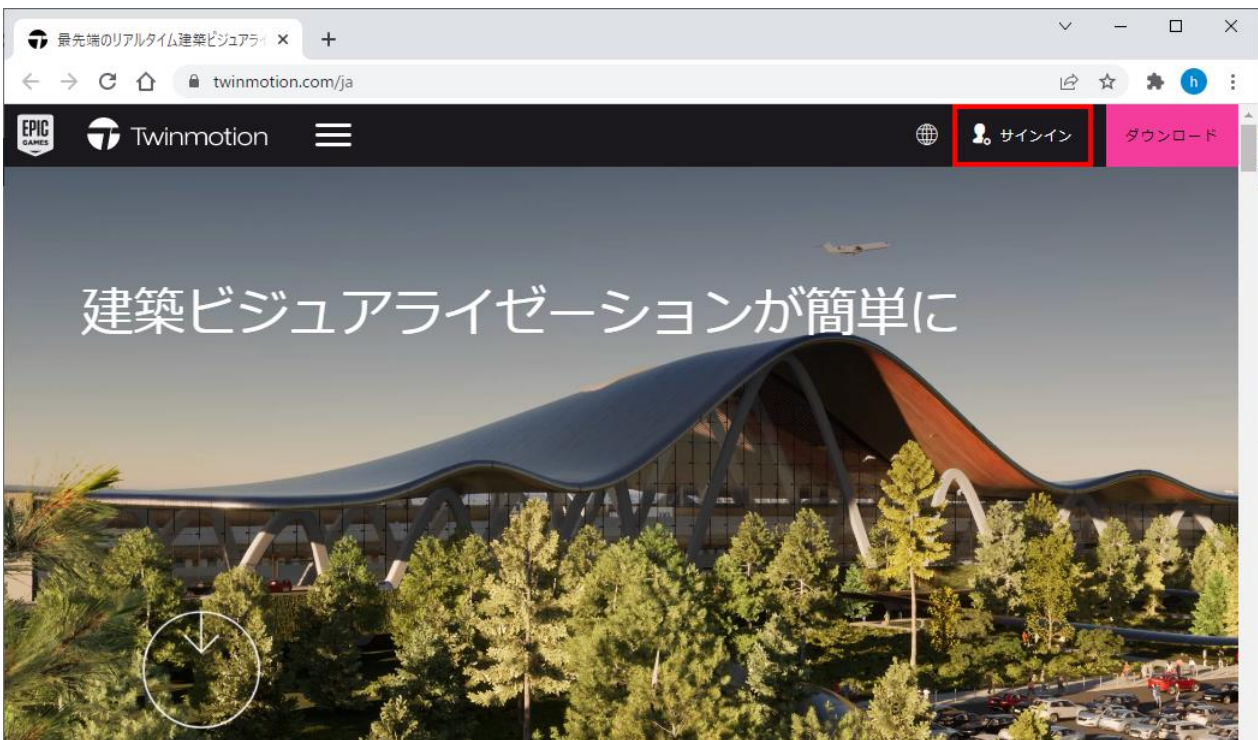 最先端のリアルタイム建築ビジュアライ
twinmotion.com/ja
h
EPIC
GAMES
Twinmotion
サインイン
ダウンロード
建築ビジュアライゼーションが簡単に